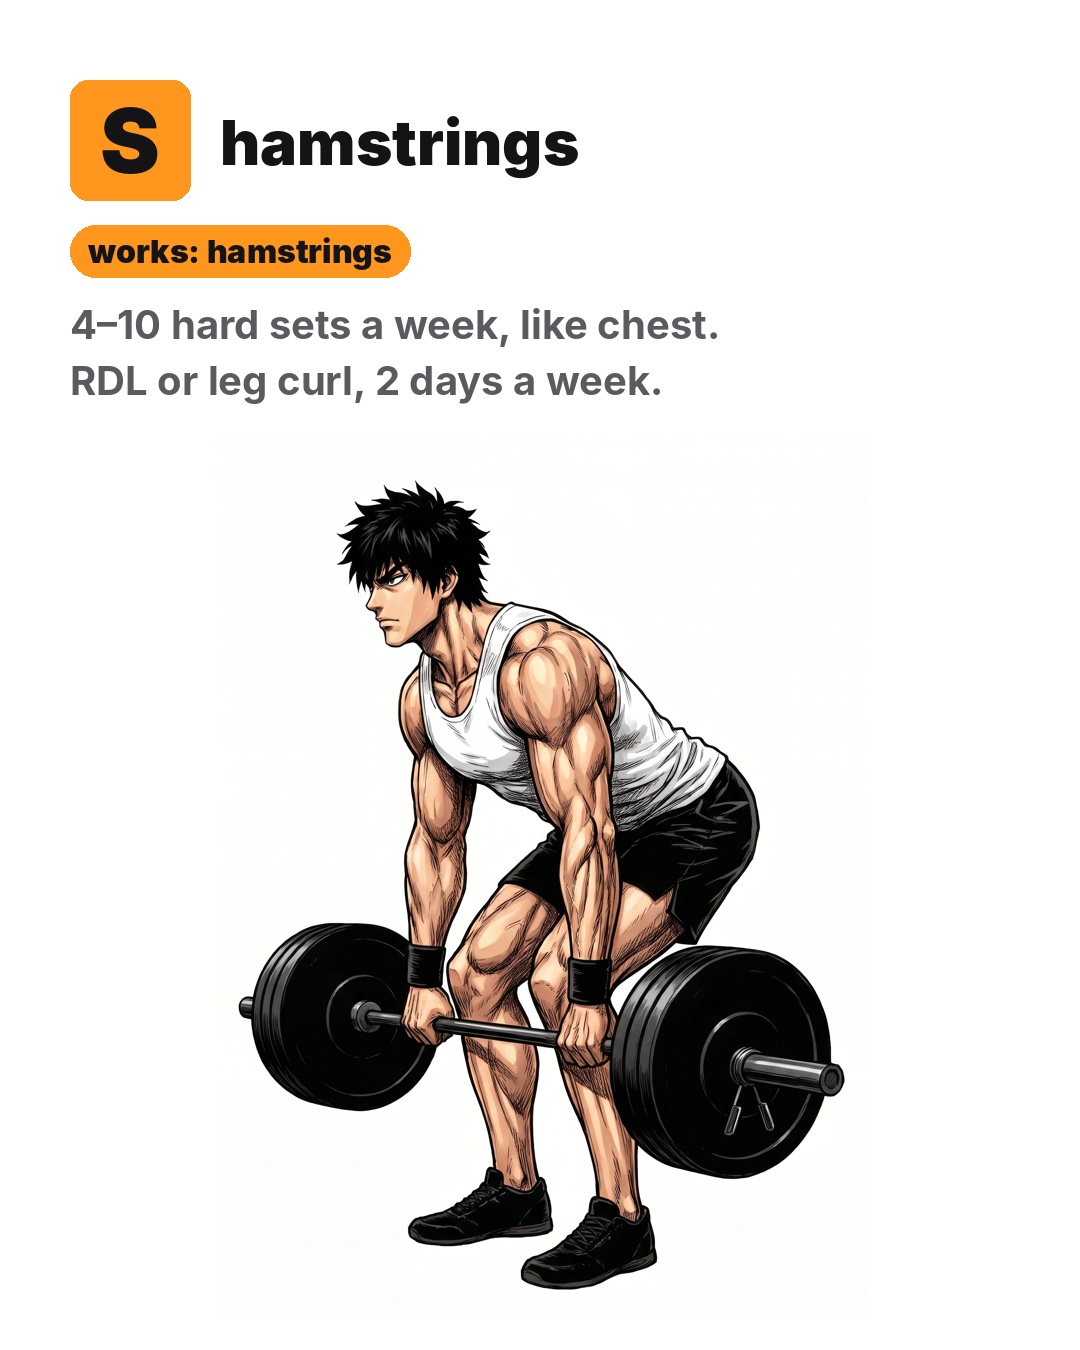 S hamstrings
works: hamstrings
4–10 hard sets a week, like chest.
RDL or leg curl, 2 days a week.